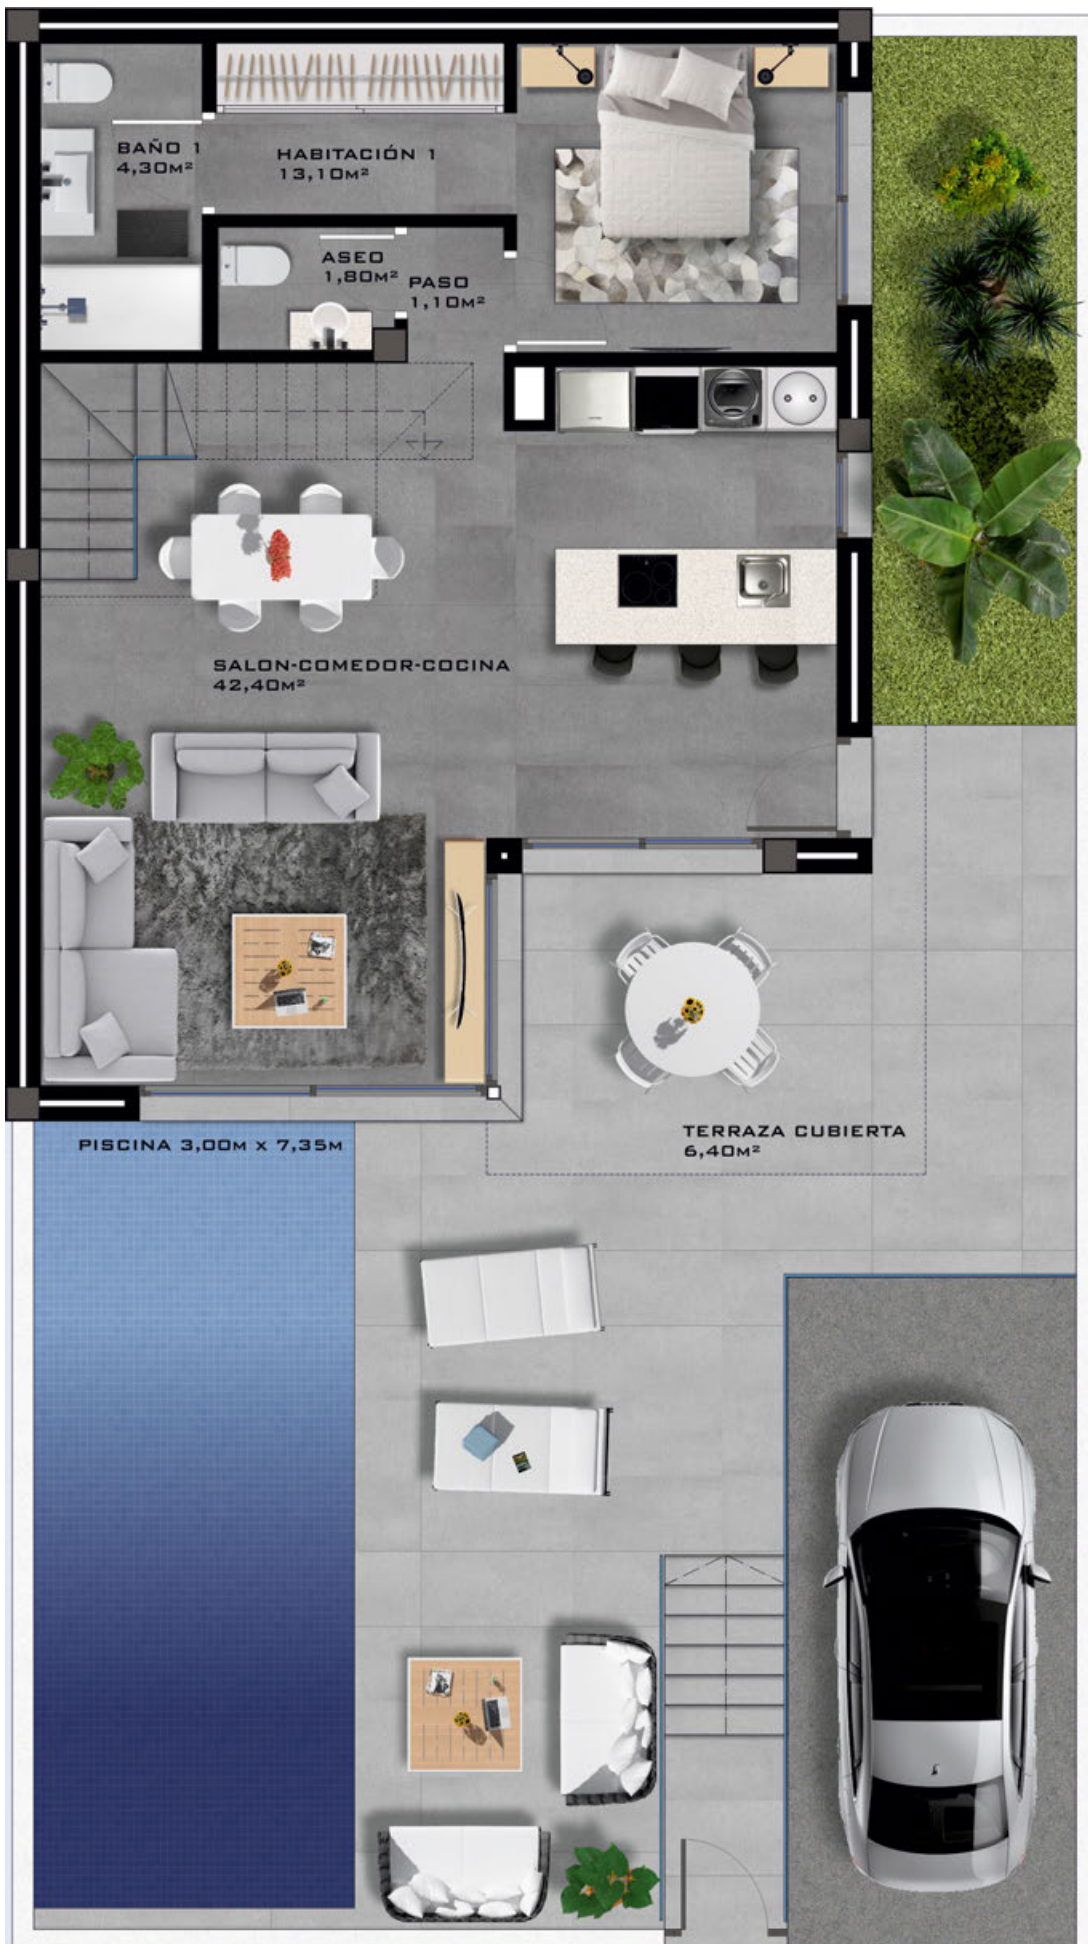 BAÑO 1
4,30M²
HABITACIÓN 1
13,10M²
ASEO
1,80M²
PASO
1,10M²
SALON-COMEDOR-COCINA
42,40M²
PISCINA 3,00M X 7,35M
TERRAZA CUBIERTA
6,40M²